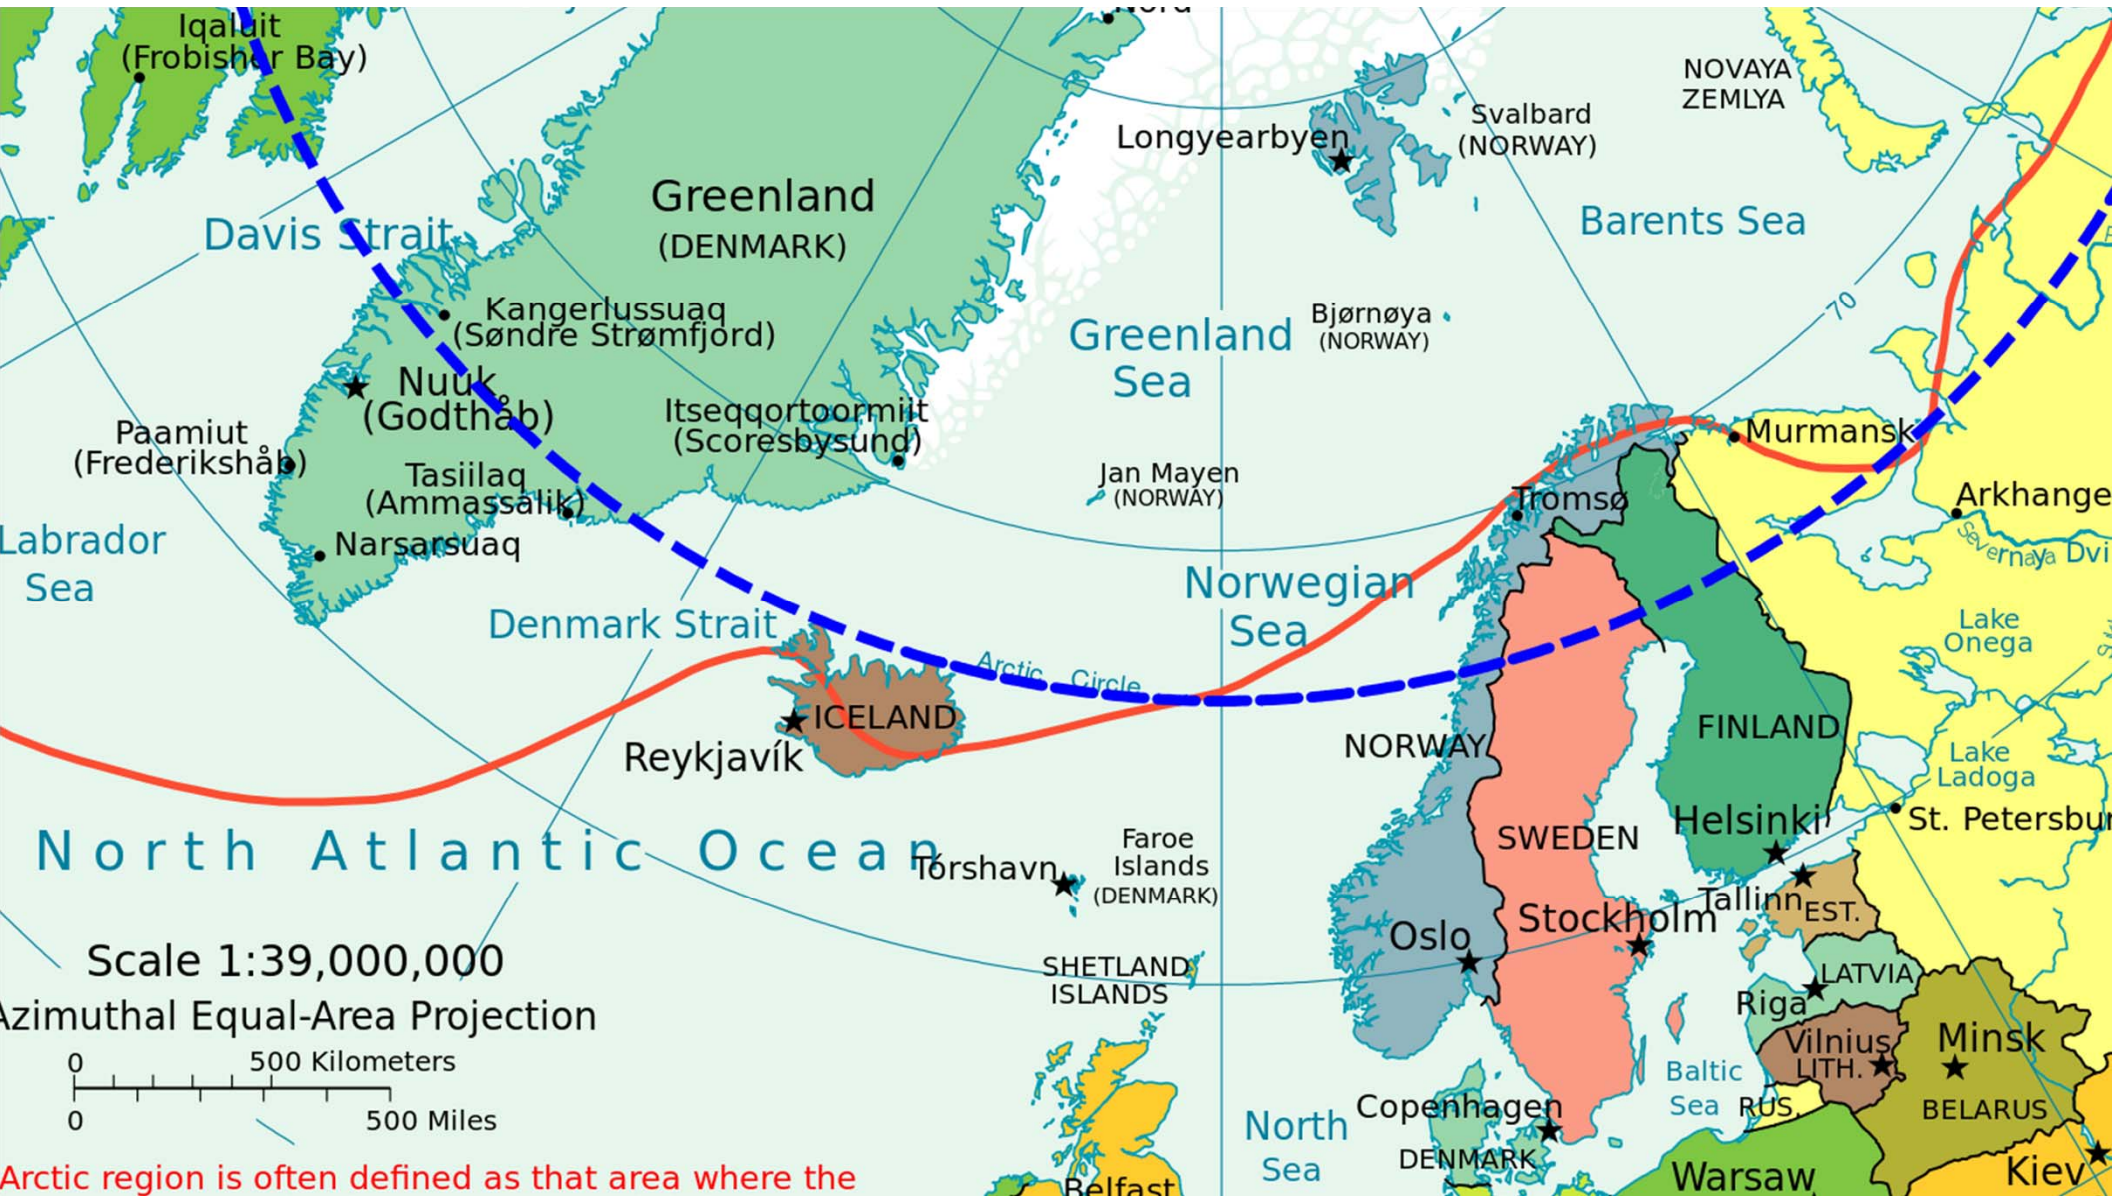 Iqaluit
(Frobisher Bay)
Nord
NOVAYA
ZEMLYA
Svalbard
(NORWAY)
Longyearbyen
Greenland
(DENMARK)
Davis Strait
Barents Sea
Kangerlussuaq
(Søndre Strømfjord)
Greenland
Sea
Bjørnøya
(NORWAY)
70
Nuuk
(Godthåb)
Itseqqortoormiit
(Scoresbysund)
Paamiut
(Frederikshåb)
Murmansk
Tasiilaq
(Ammassalik)
Jan Mayen
(NORWAY)
Tromsø
Arkhange
Labrador
Sea
Narsarsuaq
Severnaya Dvi
Norwegian
Sea
Denmark Strait
Lake
Onega
Arctic Circle
ICELAND
Reykjavík
NORWAY
FINLAND
Lake
Ladoga
North Atlantic Ocean
Faroe
Islands
(DENMARK)
Tórshavn
SWEDEN
Helsinki
St. Petersbur
Tallinn
EST.
Stockholm
Oslo
Scale 1:39,000,000
Azimuthal Equal-Area Projection
SHETLAND
ISLANDS
LATVIA
Riga
0 500 Kilometers
0 500 Miles
Vilnius
LITH.
Minsk
BELARUS
Baltic
Sea
RUS.
Copenhagen
DENMARK
North
Sea
Arctic region is often defined as that area where the
Belfast
Warsaw
Kiev